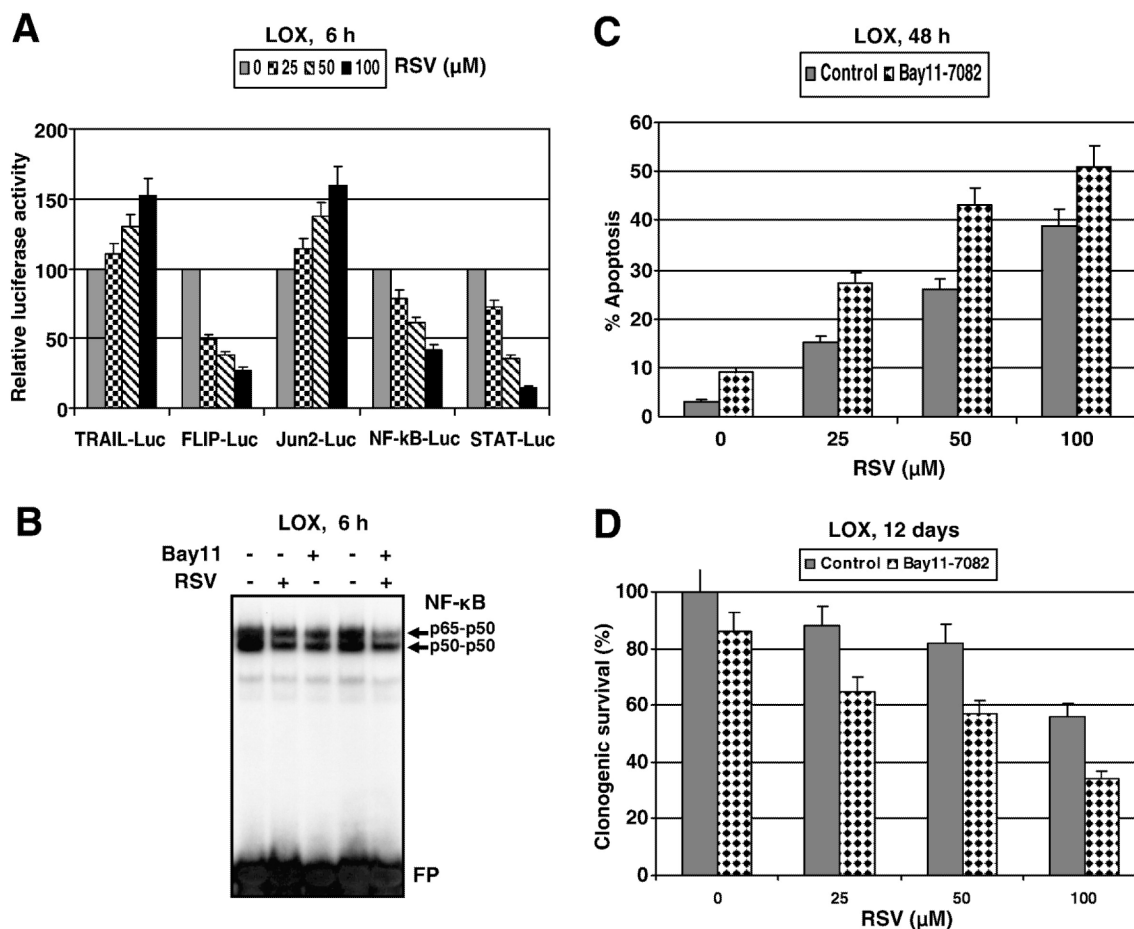 A
LOX, 6 h
0 25 50 100 RSV (µM)
Relative luciferase activity
200
150
100
50
0
TRAIL-Luc FLIP-Luc Jun2-Luc NF-kB-Luc STAT-Luc
B
LOX, 6 h
Bay11 - - + - +
RSV - + - - +
NF-κB
p65-p50
p50-p50
FP
C
LOX, 48 h
Control Bay11-7082
% Apoptosis
60
50
40
30
20
10
0
0 25 50 100
RSV (µM)
D
LOX, 12 days
Control Bay11-7082
Clonogenic survival (%)
100
80
60
40
20
0
0 25 50 100
RSV (µM)